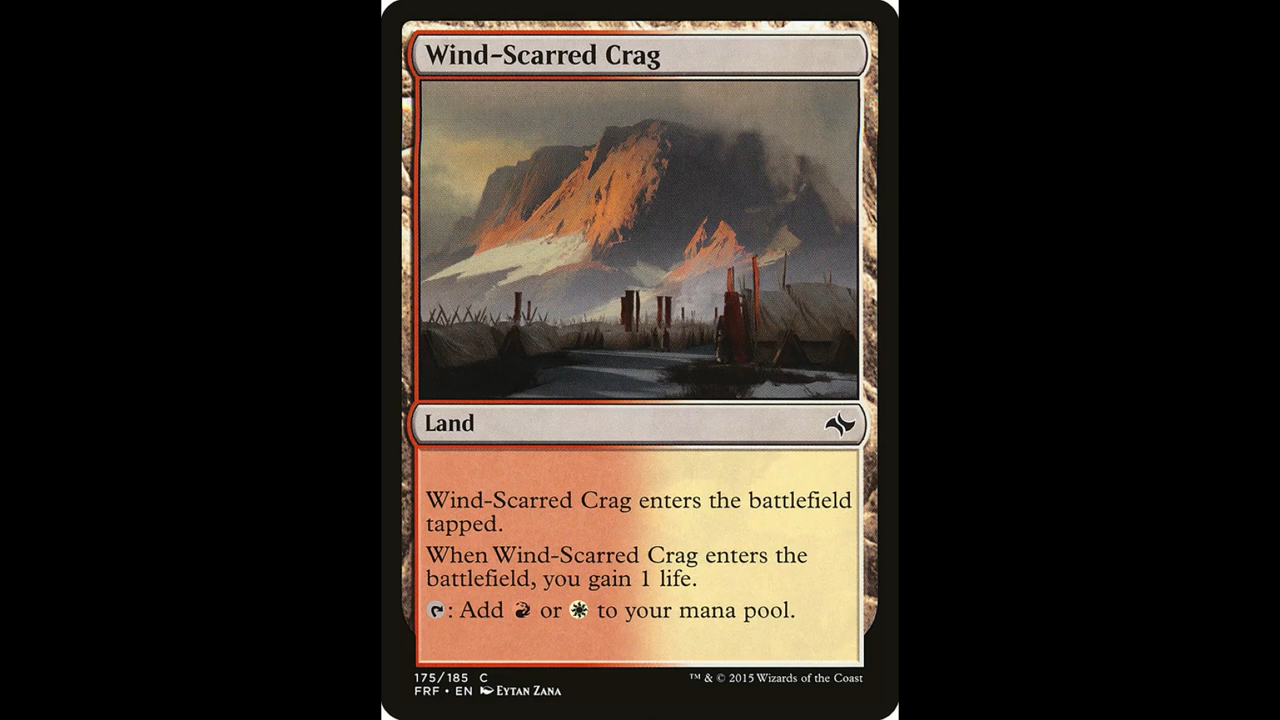 Wind-Scarred Crag
Land
Wind-Scarred Crag enters the battlefield
tapped.
When Wind-Scarred Crag enters the
battlefield, you gain 1 life.
: Add or to your mana pool.
175/185 C
FRF • EN EYTAN ZANA
™ & © 2015 Wizards of the Coast